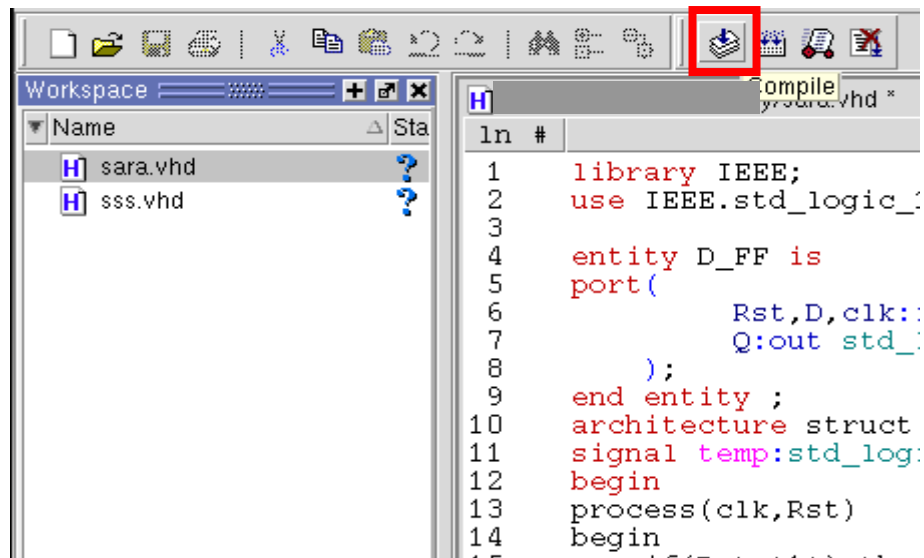 Workspace
Compile
Name Sta
ln #
sara.vhd
sss.vhd
1 library IEEE;
2
use IEEE.std_logic_
3
4 entity D_FF is
5 port(
6 Rst,D,clk:
7 Q:out std_
8 );
9 end entity ;
10 architecture struct
11 signal temp:std_logi
12 begin
13 process(clk,Rst)
14 begin